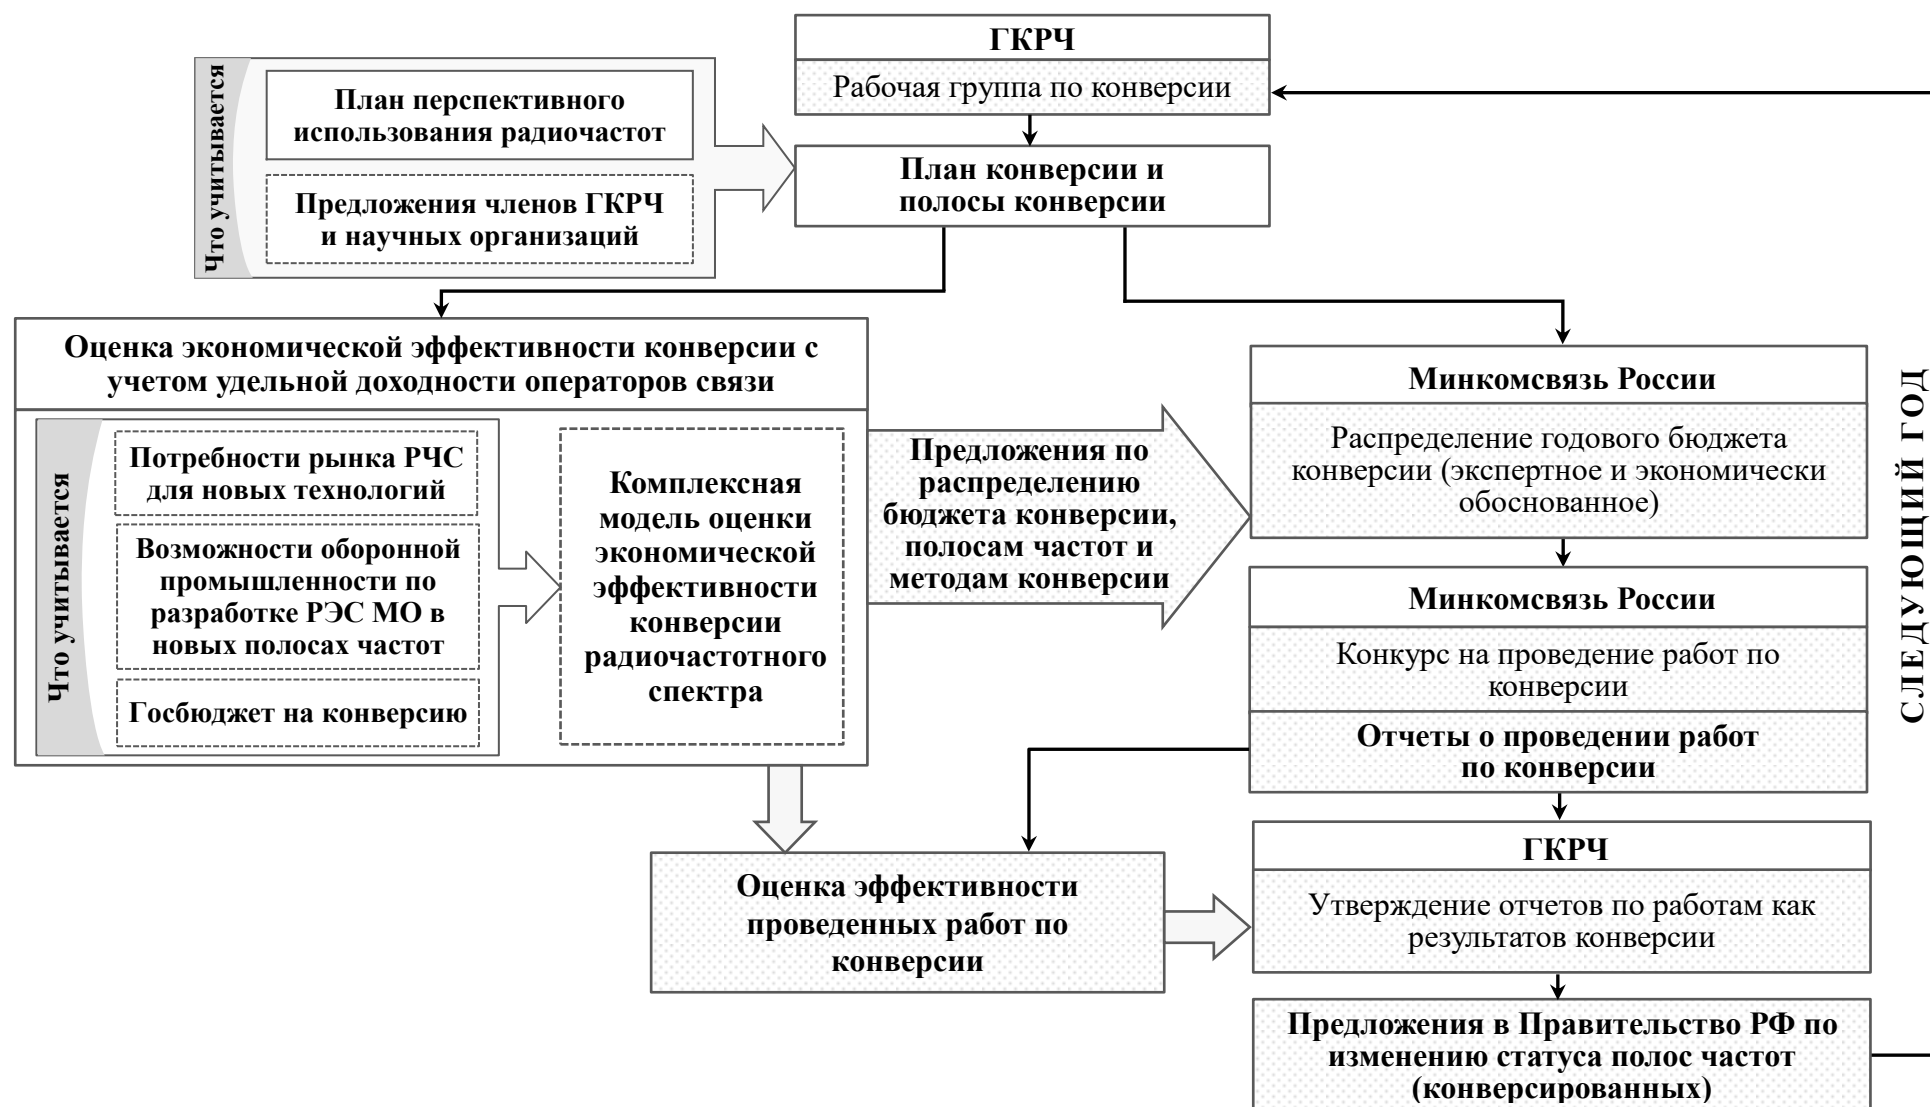 ГКРЧ
Рабочая группа по конверсии
Что учитывается
План перспективного
использования радиочастот
Предложения членов ГКРЧ
и научных организаций
План конверсии и
полосы конверсии
Оценка экономической эффективности конверсии с
учетом удельной доходности операторов связи
Что учитывается
Потребности рынка РЧС
для новых технологий
Возможности оборонной
промышленности по
разработке РЭС МО в
новых полосах частот
Госбюджет на конверсию
Комплексная
модель оценки
экономической
эффективности
конверсии
радиочастотного
спектра
Предложения по
распределению
бюджета конверсии,
полосам частот и
методам конверсии
Минкомсвязь России
Распределение годового бюджета
конверсии (экспертное и экономически
обоснованное)
Минкомсвязь России
Конкурс на проведение работ по
конверсии
Отчеты о проведении работ
по конверсии
СЛЕДУЮЩИЙ ГОД
Оценка эффективности
проведенных работ по
конверсии
ГКРЧ
Утверждение отчетов по работам как
результатов конверсии
Предложения в Правительство РФ по
изменению статуса полос частот
(конверсированных)